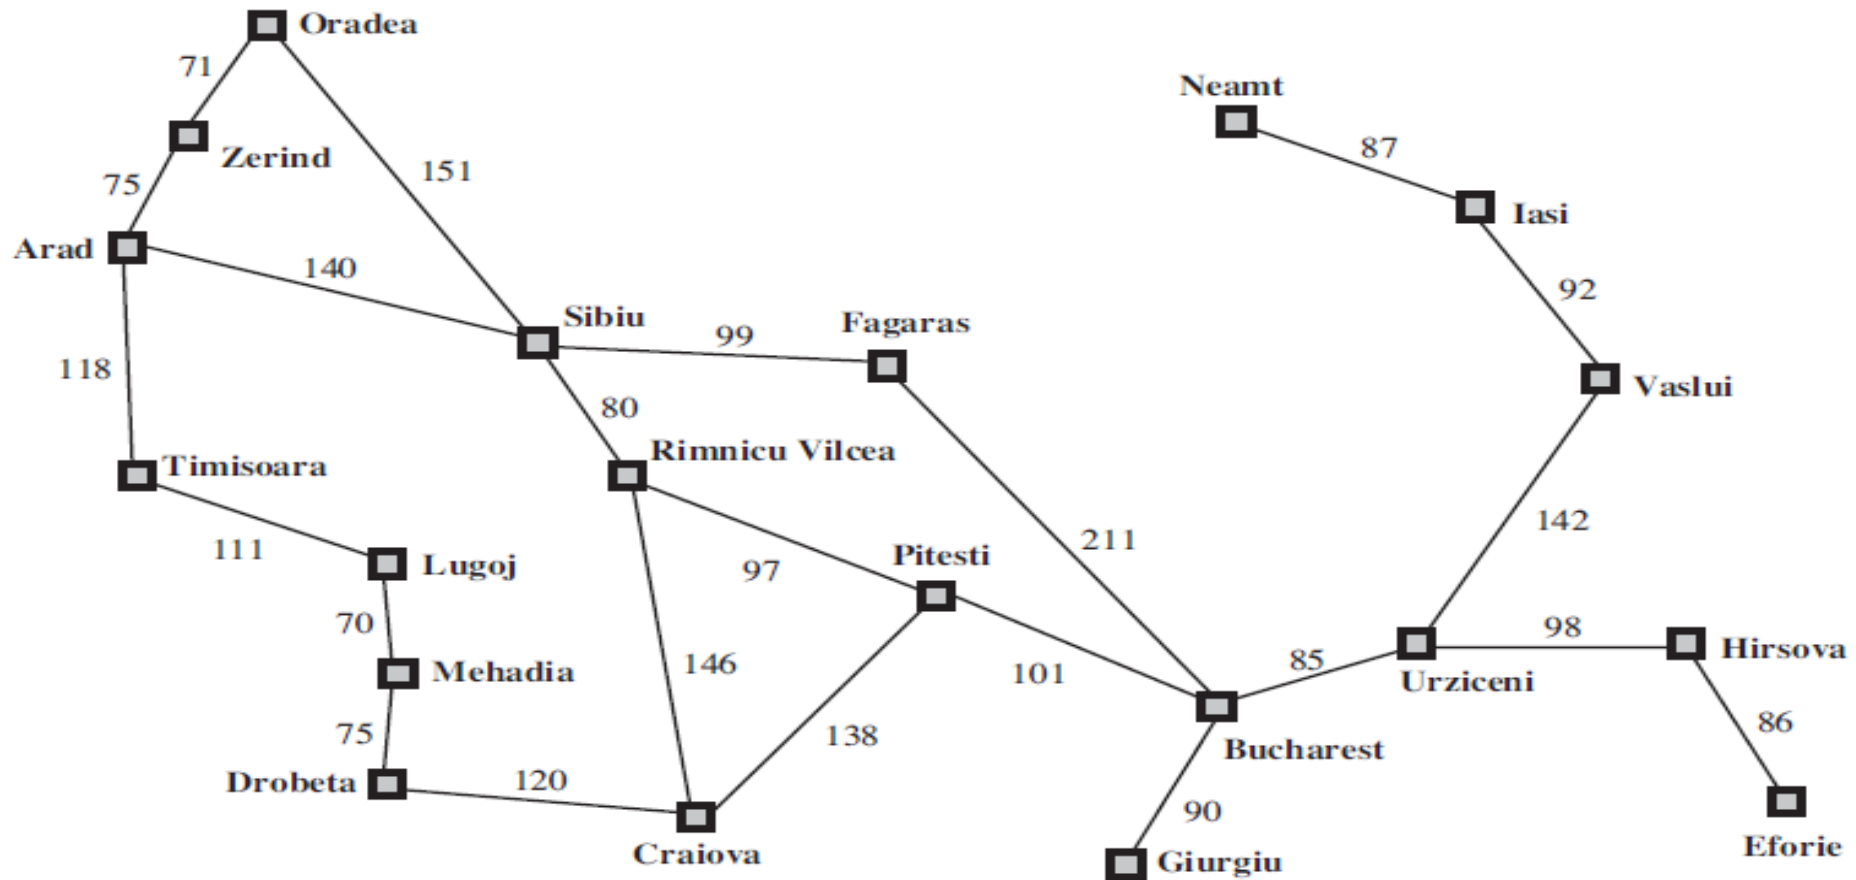 Oradea
71
Neamt
87
Zerind
151
75
Iasi
Arad
140
92
Sibiu
Fagaras
99
118
Vaslui
80
Rimnicu Vilcea
Timisoara
142
211
111
Pitesti
Lugoj
97
70
98
Hirsova
85
146
101
Mehadia
Urziceni
86
75
138
Bucharest
Drobeta
120
90
Craiova
Giurgiu
Eforie